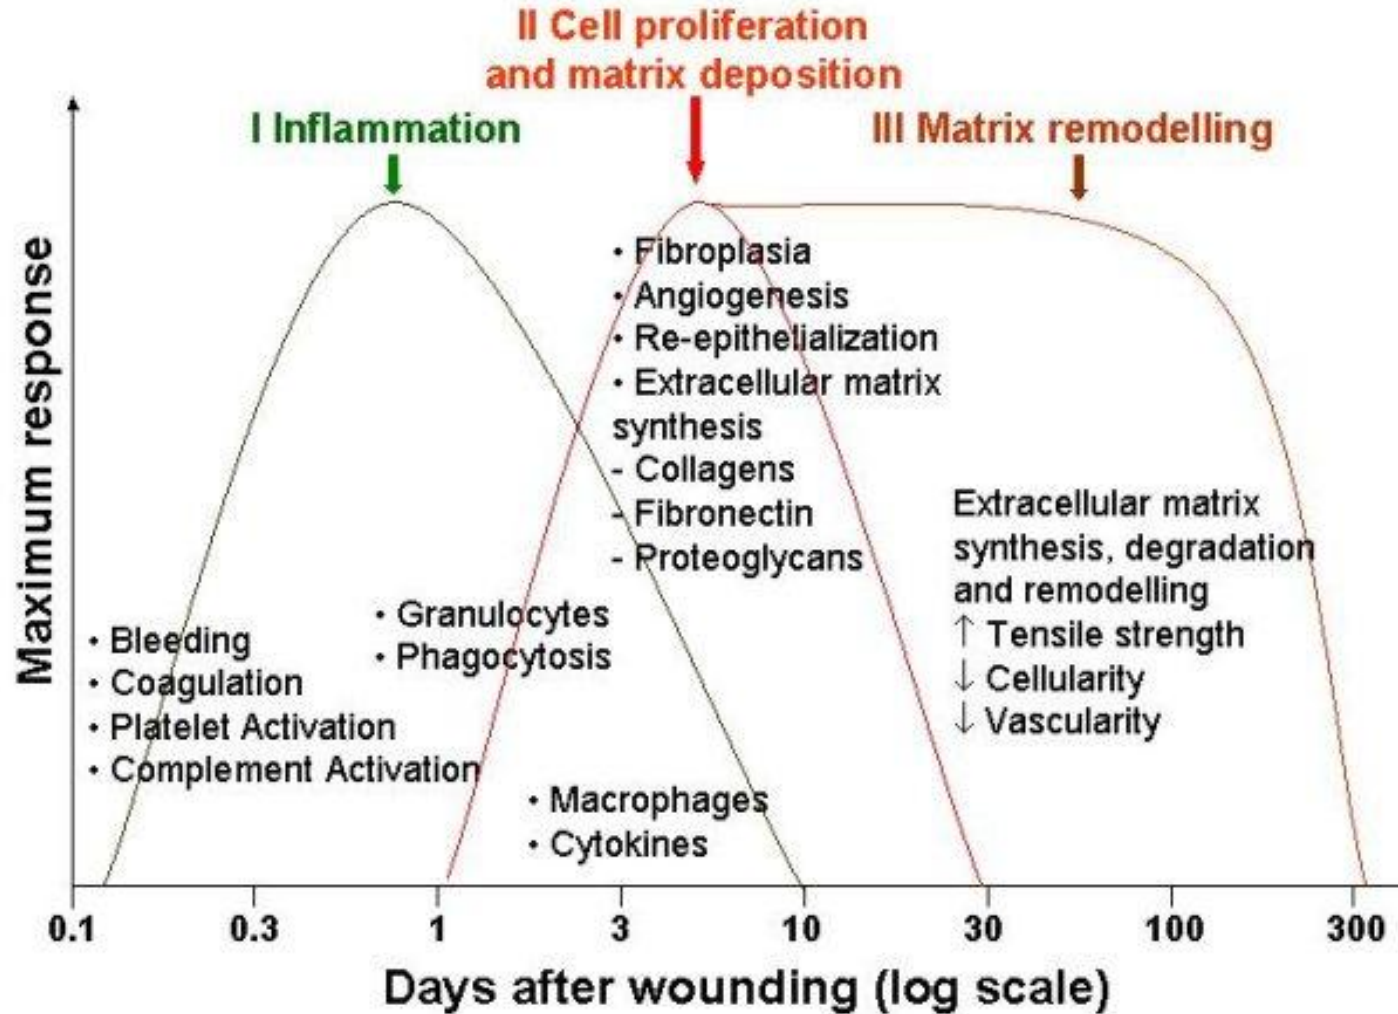 II Cell proliferation
and matrix deposition
I Inflammation
III Matrix remodelling
Maximum response
• Fibroplasia
• Angiogenesis
• Re-epithelialization
• Extracellular matrix
synthesis
- Collagens
- Fibronectin
- Proteoglycans
• Bleeding
• Coagulation
• Platelet Activation
• Complement Activation
• Granulocytes
• Phagocytosis
• Macrophages
• Cytokines
Extracellular matrix
synthesis, degradation
and remodelling
↑ Tensile strength
↓ Cellularity
↓ Vascularity
0.1 0.3 1 3 10 30 100 300
Days after wounding (log scale)